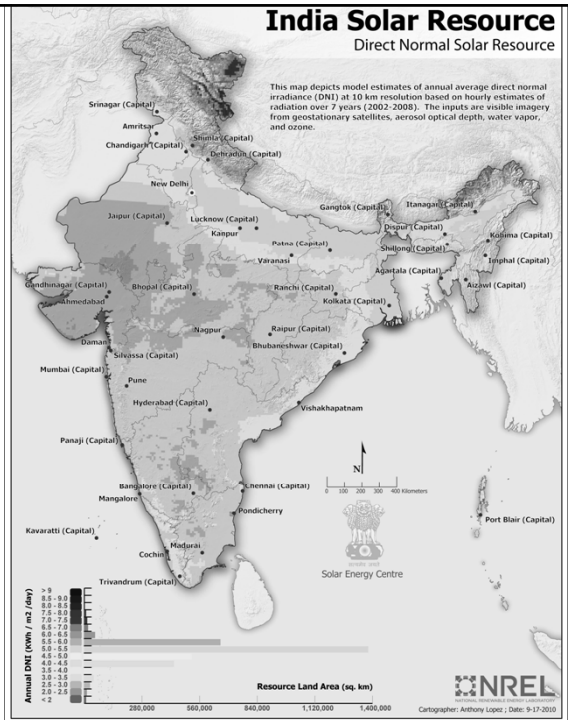 India Solar Resource
Direct Normal Solar Resource
This map depicts model estimates of annual average direct normal
irradiance (DNI) at 10 km resolution based on hourly estimates of
radiation over 7 years (2002-2008). The inputs are visible imagery
from geostationary satellites, aerosol optical depth, water vapor,
and ozone.
Srinagar (Capital)
Amritsar
Shimla (Capital)
Chandigarh (Capital)
Dehradun (Capital)
New Delhi
Jaipur (Capital)
Lucknow (Capital)
Kanpur
Gangtok (Capital)
Itanagar (Capital)
Dispur (Capital)
Kohima (Capital)
Patna (Capital)
Shillong (Capital)
Varanasi
Imphal (Capital)
Agartala (Capital)
Aizawl (Capital)
Gandhinagar (Capital)
Ahmedabad
Bhopal (Capital)
Ranchi (Capital)
Kolkata (Capital)
Nagpur
Raipur (Capital)
Daman
Bhubaneshwar (Capital)
Silvassa (Capital)
Mumbai (Capital)
Pune
Hyderabad (Capital)
Vishakhapatnam
Panaji (Capital)
N
0 100 200 300 400 Kilometers
Bangalore (Capital)
Chennai (Capital)
Mangalore
Pondicherry
Port Blair (Capital)
Kavaratti (Capital)
Cochin
Madurai
Solar Energy Centre
Trivandrum (Capital)
Annual DNI (KWh / m2 /day)
> 9
8.5 - 9.0
8.0 - 8.5
7.5 - 8.0
7.0 - 7.5
6.5 - 7.0
6.0 - 6.5
5.5 - 6.0
5.0 - 5.5
4.5 - 5.0
4.0 - 4.5
3.5 - 4.0
3.0 - 3.5
2.5 - 3.0
2.0 - 2.5
< 2
Resource Land Area (sq. km)
280,000 560,000 840,000 1,120,000 1,400,000
NREL
NATIONAL RENEWABLE ENERGY LABORATORY
Cartographer: Anthony Lopez ; Date: 9-17-2010